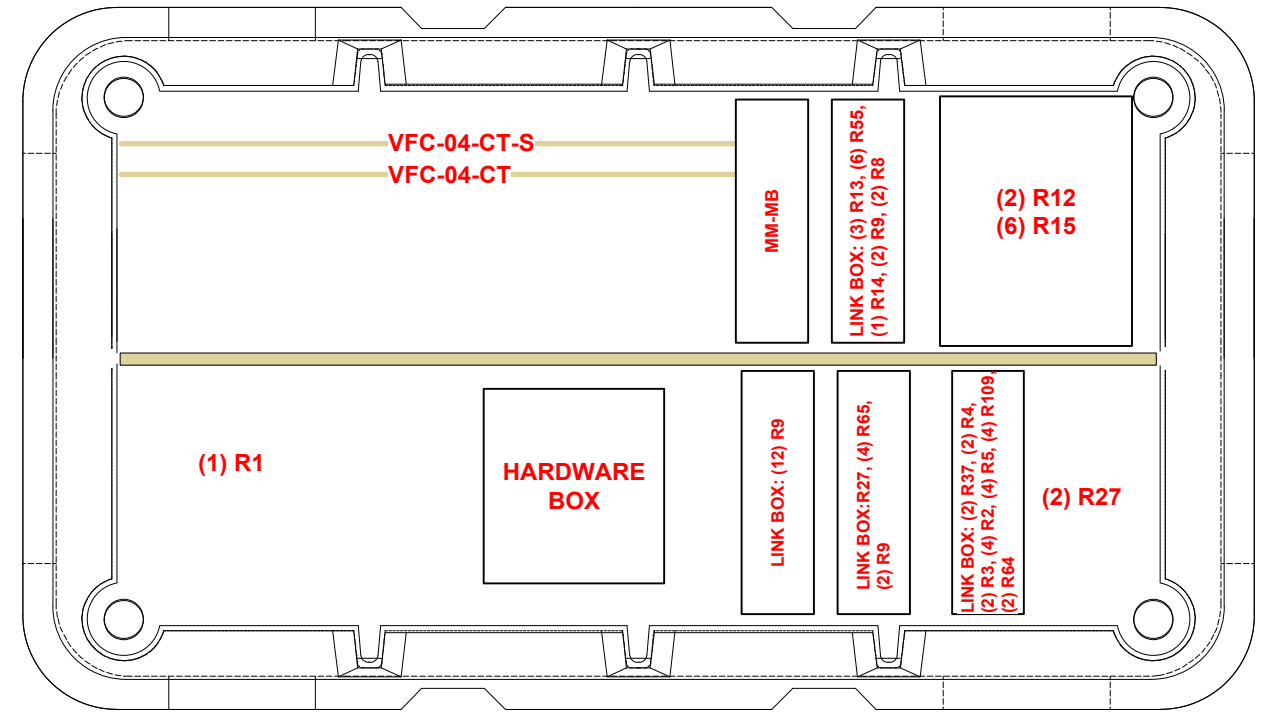 VFC-04-CT-S
VFC-04-CT
MM-MB
LINK BOX: (3) R13, (6) R55,
(1) R14, (2) R9, (2) R8
(2) R12
(6) R15
(1) R1
HARDWARE
BOX
LINK BOX: (12) R9
LINK BOX:R27, (4) R65,
(2) R9
LINK BOX: (2) R37, (2) R4,
(2) R3, (4) R2, (4) R5, (4) R109,
(2) R64
(2) R27